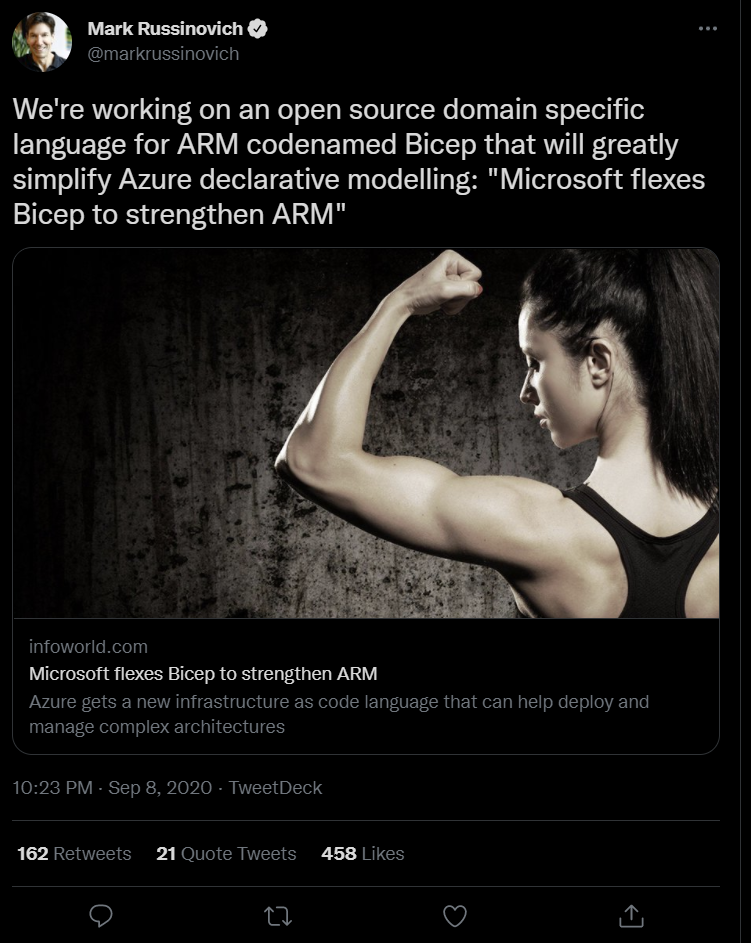 Mark Russinovich
@markrussinovich
We're working on an open source domain specific
language for ARM codenamed Bicep that will greatly
simplify Azure declarative modelling: "Microsoft flexes
Bicep to strengthen ARM"
infoworld.com
Microsoft flexes Bicep to strengthen ARM
Azure gets a new infrastructure as code language that can help deploy and
manage complex architectures
10:23 PM · Sep 8, 2020 · TweetDeck
162 Retweets 21 Quote Tweets 458 Likes